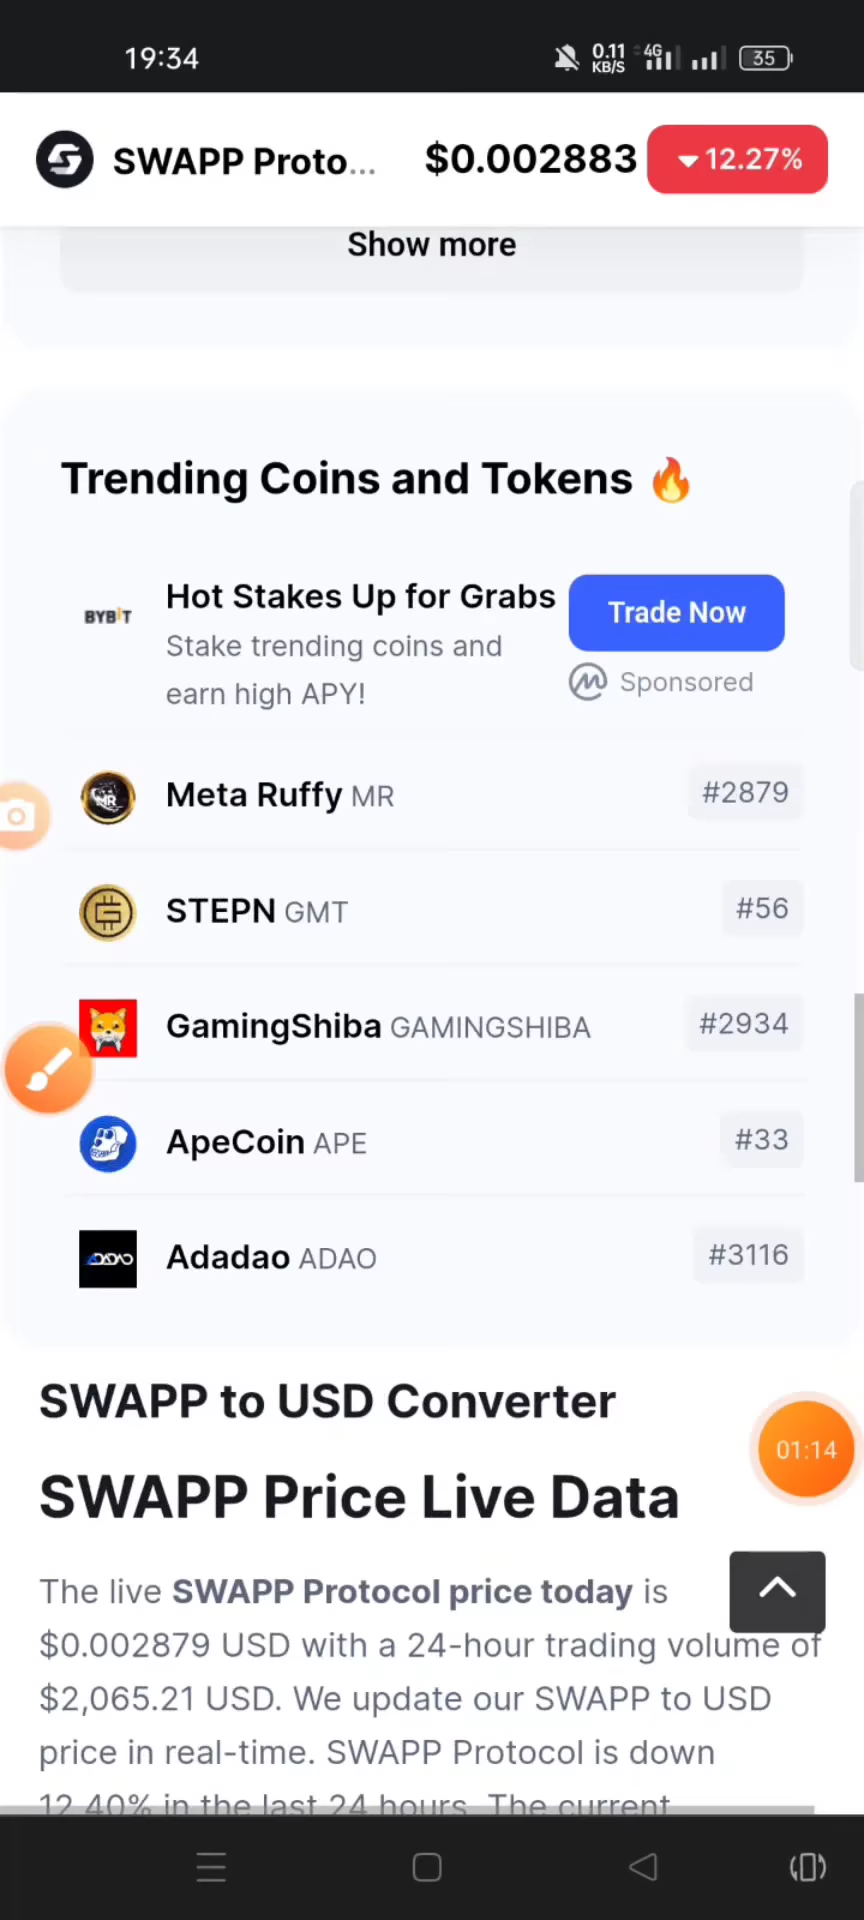 19:34
0.11
KB/S
4G
35
SWAPP Proto...
$0.002883
12.27%
Show more
Trending Coins and Tokens 🔥
BYBIT
Hot Stakes Up for Grabs
Stake trending coins and
earn high APY!
Trade Now
Sponsored
MR
Meta Ruffy MR
#2879
STEPN GMT
#56
GamingShiba GAMINGSHIBA
#2934
ApeCoin APE
#33
ADADAO
Adadao ADAO
#3116
SWAPP to USD Converter
01:14
SWAPP Price Live Data
The live SWAPP Protocol price today is
$0.002879 USD with a 24-hour trading volume of
$2,065.21 USD. We update our SWAPP to USD
price in real-time. SWAPP Protocol is down
12.40% in the last 24 hours. The current